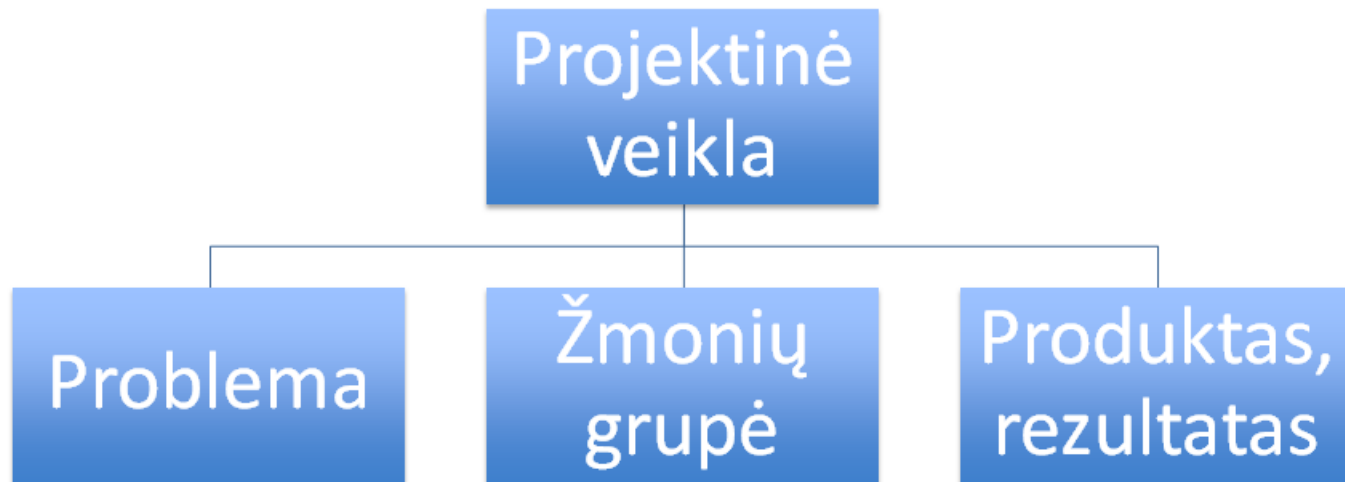 Projektinė
veikla
Problema
Žmonių
grupė
Produktas,
rezultatas